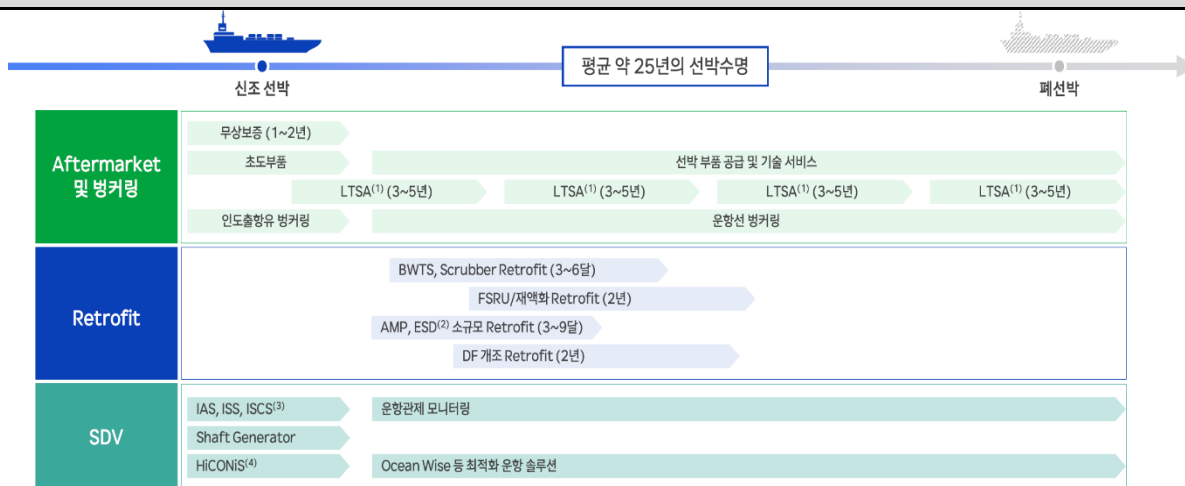 평균 약 25년의 선박수명
신조 선박
폐선박
Aftermarket
및 벙커링
무상보증 (1~2년)
초도부품
선박 부품 공급 및 기술 서비스
LTSA(1) (3~5년)
LTSA(1) (3~5년)
LTSA(1) (3~5년)
LTSA(1) (3~5년)
인도출항유 벙커링
운항선 벙커링
Retrofit
BWTS, Scrubber Retrofit (3~6달)
FSRU/재액화 Retrofit (2년)
AMP, ESD(2) 소규모 Retrofit (3~9달)
DF 개조 Retrofit (2년)
SDV
IAS, ISS, ISCS(3)
운항관제 모니터링
Shaft Generator
HiCONiS(4)
Ocean Wise 등 최적화 운항 솔루션